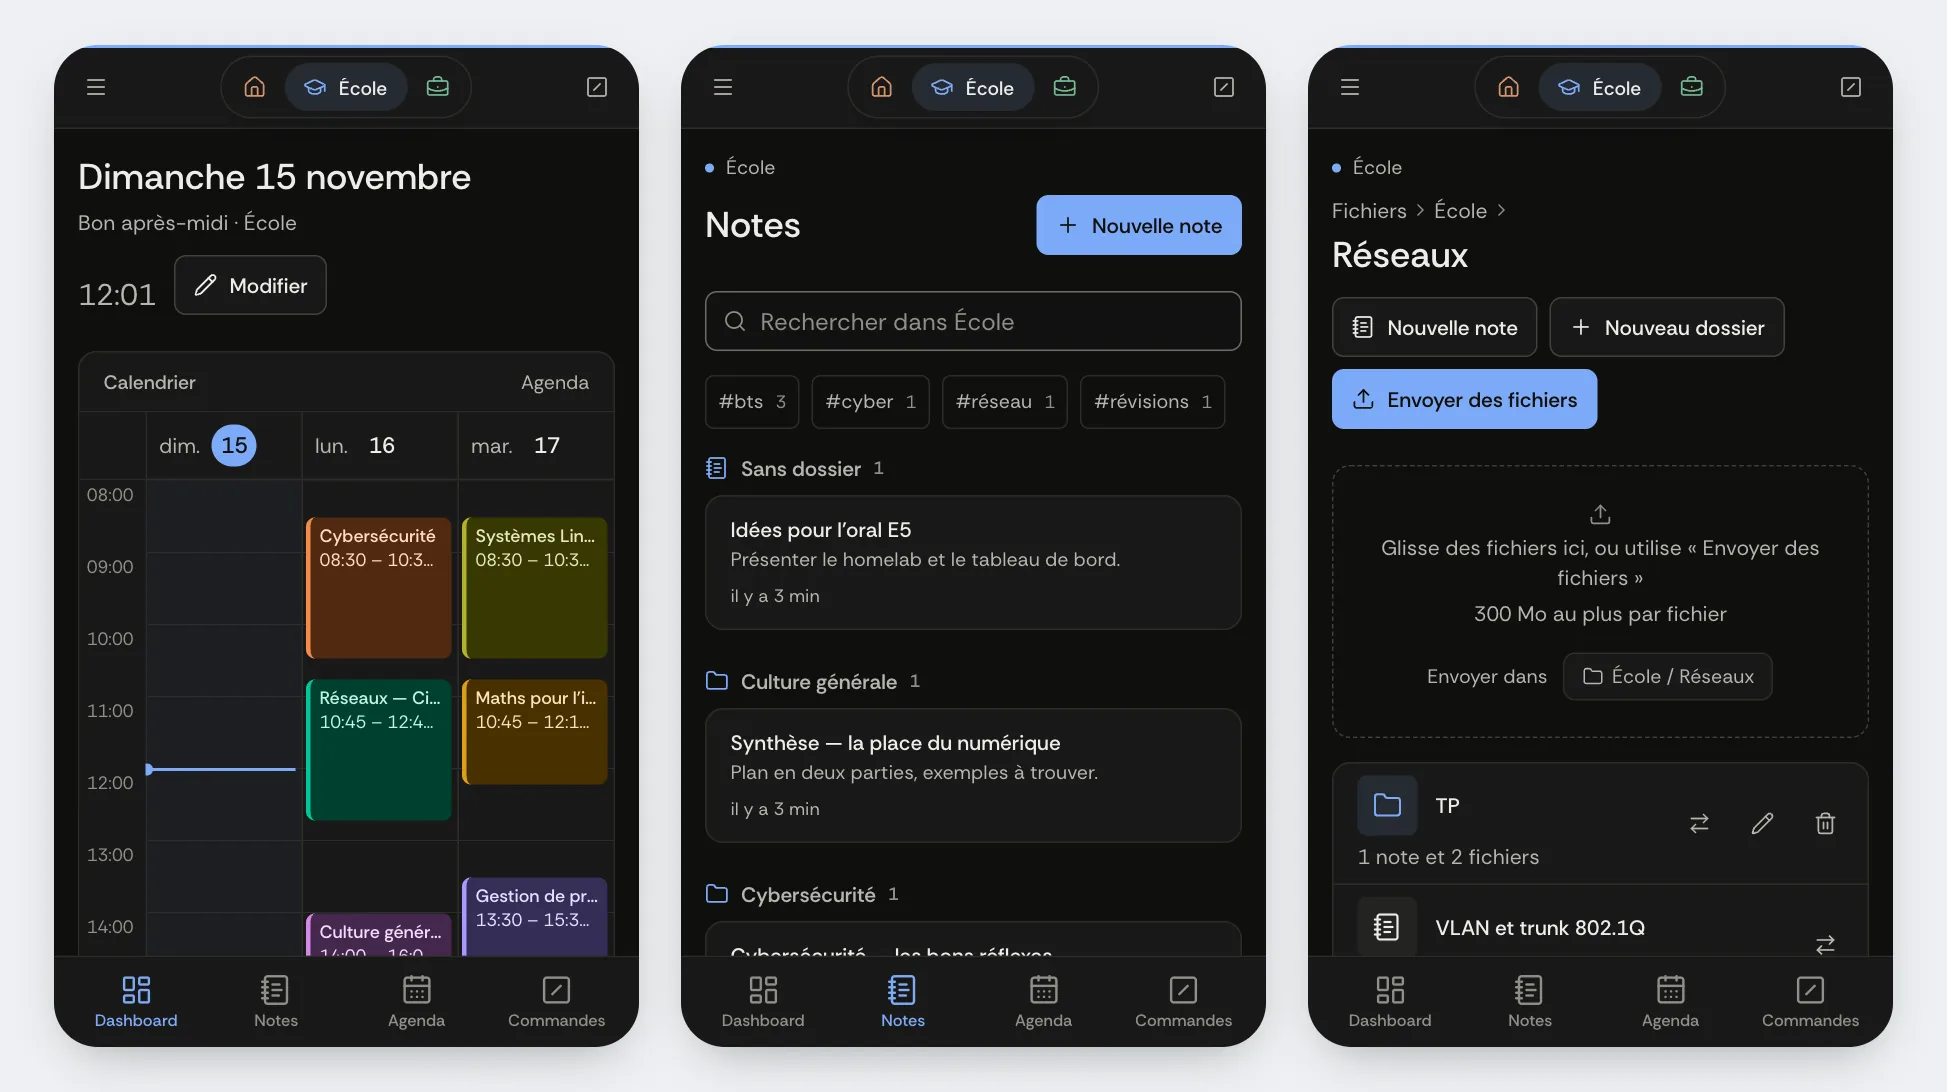 École
Dimanche 15 novembre
Bon après-midi · École
12:01
Modifier
Calendrier
Agenda
dim. 15
lun. 16
mar. 17
08:00
09:00
10:00
11:00
12:00
13:00
14:00
Cybersécurité
08:30 – 10:3...
Réseaux — Ci...
10:45 – 12:4...
Culture génér...
14:00 – 16:0
Systèmes Lin...
08:30 – 10:3...
Maths pour l'i...
10:45 – 12:1...
Gestion de pr...
13:30 – 15:3...
Dashboard
Notes
Agenda
Commandes
École
École
Notes
Nouvelle note
Rechercher dans École
#bts 3
#cyber 1
#réseau 1
#révisions 1
Sans dossier 1
Idées pour l'oral E5
Présenter le homelab et le tableau de bord.
il y a 3 min
Culture générale 1
Synthèse — la place du numérique
Plan en deux parties, exemples à trouver.
il y a 3 min
Cybersécurité 1
Cybersécurité — les bons réflexes
Dashboard
Notes
Agenda
Commandes
École
École
Fichiers > École >
Réseaux
Nouvelle note
Nouveau dossier
Envoyer des fichiers
Glisse des fichiers ici, ou utilise « Envoyer des
fichiers »
300 Mo au plus par fichier
Envoyer dans
École / Réseaux
TP
1 note et 2 fichiers
VLAN et trunk 802.1Q
Dashboard
Notes
Agenda
Commandes